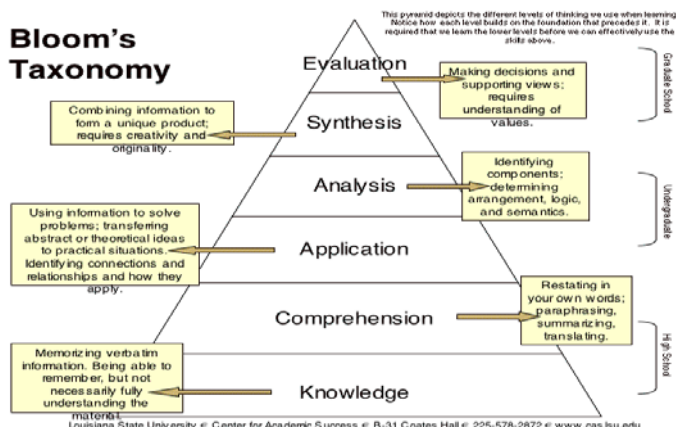 This pyramid depicts the different levels of thinking we use when learning
Notice how each level builds on the foundation that precedes it. It is
required that we learn the lower levels before we can effectively use the
skills above.
Bloom's
Taxonomy
Evaluation
Making decisions and
supporting views;
requires
understanding of
values.
Graduate School
Combining information to
form a unique product;
requires creativity and
originality.
Synthesis
Analysis
Identifying
components;
determining
arrangement, logic,
and semantics.
Undergraduate
Using information to solve
problems; transferring
abstract or theoretical ideas
to practical situations.
Identifying connections and
relationships and how they
apply.
Application
Comprehension
Restating in
your own words;
paraphrasing,
summarizing,
translating.
High School
Memorizing verbatim
information. Being able to
remember, but not
necessarily fully
understanding the
material.
Knowledge
Louisiana State University ∈ Center for Academic Success ∈ B-31 Coates Hall ∈ 225-578-2872 ∈ www.cas.lsu.edu